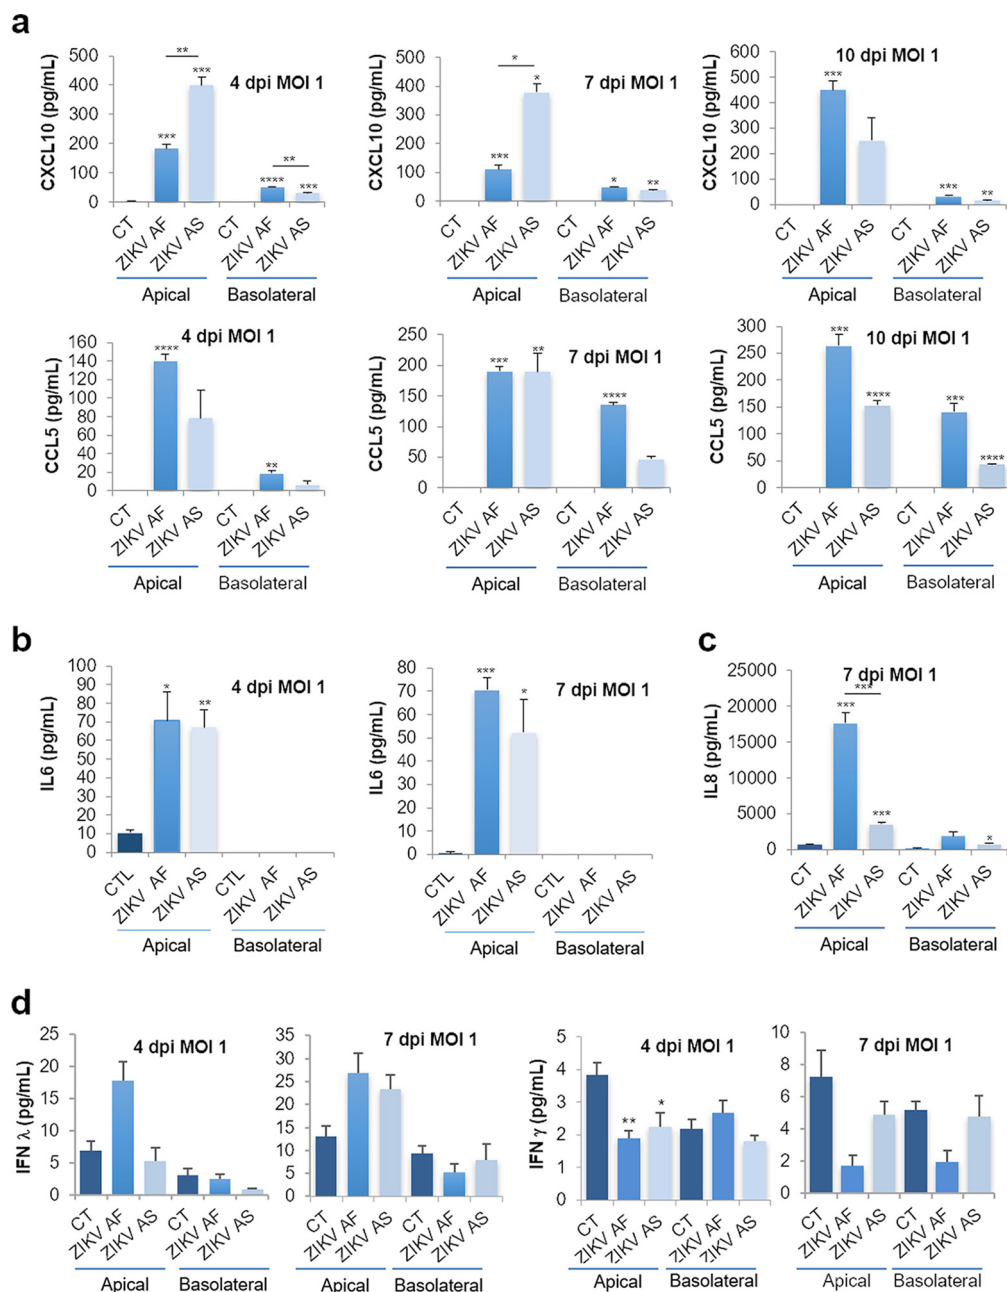 a
CXCL10 (pg/mL)
500
400
300
200
100
0
4 dpi MOI 1
**
***
***
**
****
***
CT
ZIKV AF
ZIKV AS
CT
ZIKV AF
ZIKV AS
Apical
Basolateral
CXCL10 (pg/mL)
500
400
300
200
100
0
7 dpi MOI 1
*
***
*
*
**
CT
ZIKV AF
ZIKV AS
CT
ZIKV AF
ZIKV AS
Apical
Basolateral
CXCL10 (pg/mL)
600
500
400
300
200
100
0
10 dpi MOI 1
***
***
**
CT
ZIKV AF
ZIKV AS
CT
ZIKV AF
ZIKV AS
Apical
Basolateral
CCL5 (pg/mL)
160
140
120
100
80
60
40
20
0
4 dpi MOI 1
****
**
CT
ZIKV AF
ZIKV AS
CT
ZIKV AF
ZIKV AS
Apical
Basolateral
CCL5 (pg/mL)
250
200
150
100
50
0
7 dpi MOI 1
***
**
****
CT
ZIKV AF
ZIKV AS
CT
ZIKV AF
ZIKV AS
Apical
Basolateral
CCL5 (pg/mL)
300
250
200
150
100
50
0
10 dpi MOI 1
***
****
***
****
CT
ZIKV AF
ZIKV AS
CT
ZIKV AF
ZIKV AS
Apical
Basolateral
b
IL6 (pg/mL)
100
90
80
70
60
50
40
30
20
10
0
4 dpi MOI 1
*
**
CTL
ZIKV AF
ZIKV AS
CTL
ZIKV AF
ZIKV AS
Apical
Basolateral
IL6 (pg/mL)
80
70
60
50
40
30
20
10
0
7 dpi MOI 1
***
*
CTL
ZIKV AF
ZIKV AS
CTL
ZIKV AF
ZIKV AS
Apical
Basolateral
c
IL8 (pg/mL)
25000
20000
15000
10000
5000
0
7 dpi MOI 1
***
***
***
*
CT
ZIKV AF
ZIKV AS
CT
ZIKV AF
ZIKV AS
Apical
Basolateral
d
IFN λ (pg/mL)
20
15
10
5
0
4 dpi MOI 1
CT
ZIKV AF
ZIKV AS
CT
ZIKV AF
ZIKV AS
Apical
Basolateral
35
30
25
20
15
10
5
0
7 dpi MOI 1
CT
ZIKV AF
ZIKV AS
CT
ZIKV AF
ZIKV AS
Apical
Basolateral
IFN γ (pg/mL)
5
4
3
2
1
0
4 dpi MOI 1
**
*
CT
ZIKV AF
ZIKV AS
CT
ZIKV AF
ZIKV AS
Apical
Basolateral
10
8
6
4
2
0
7 dpi MOI 1
CT
ZIKV AF
ZIKV AS
CT
ZIKV AF
ZIKV AS
Apical
Basolateral